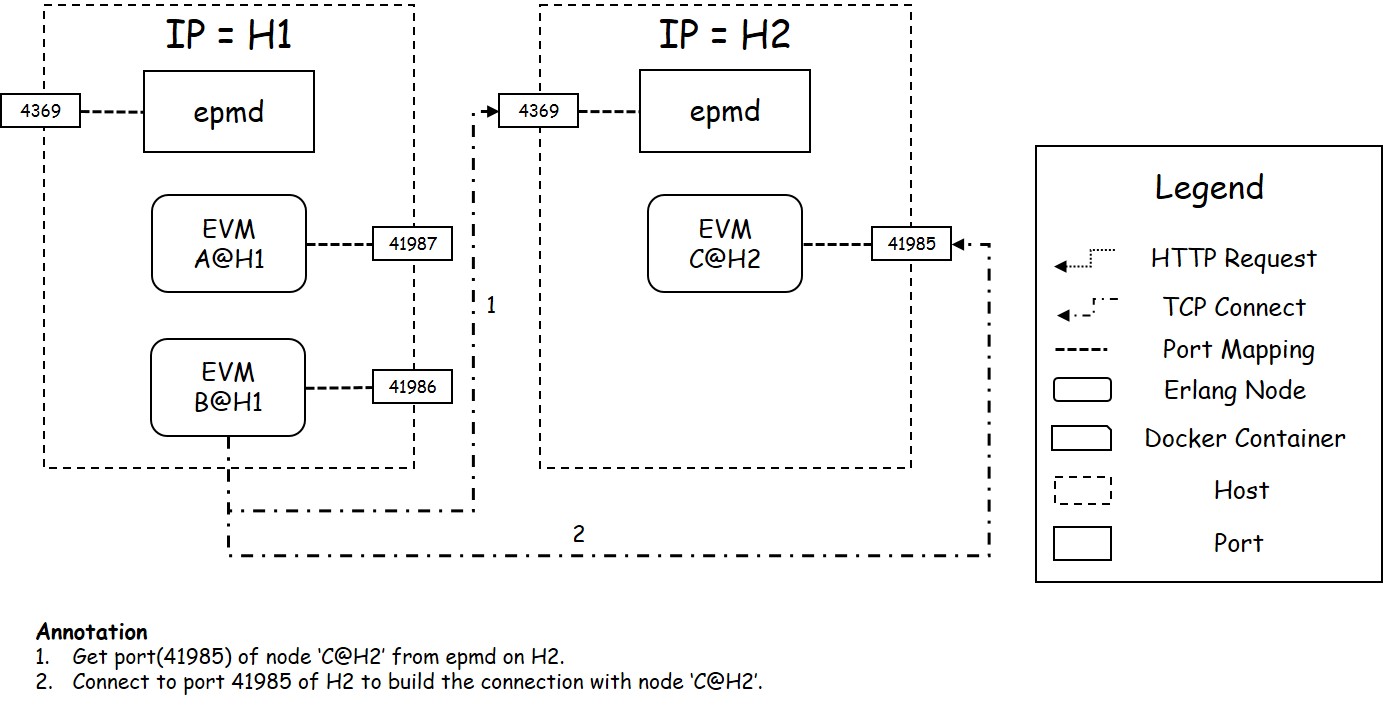 IP = H1
IP = H2
4369
epmd
4369
epmd
EVM
A@H1
41987
EVM
C@H2
41985
1
EVM
B@H1
41986
2
Legend
HTTP Request
TCP Connect
Port Mapping
Erlang Node
Docker Container
Host
Port
Annotation
1. Get port(41985) of node ‘C@H2’ from epmd on H2.
2. Connect to port 41985 of H2 to build the connection with node ‘C@H2’.